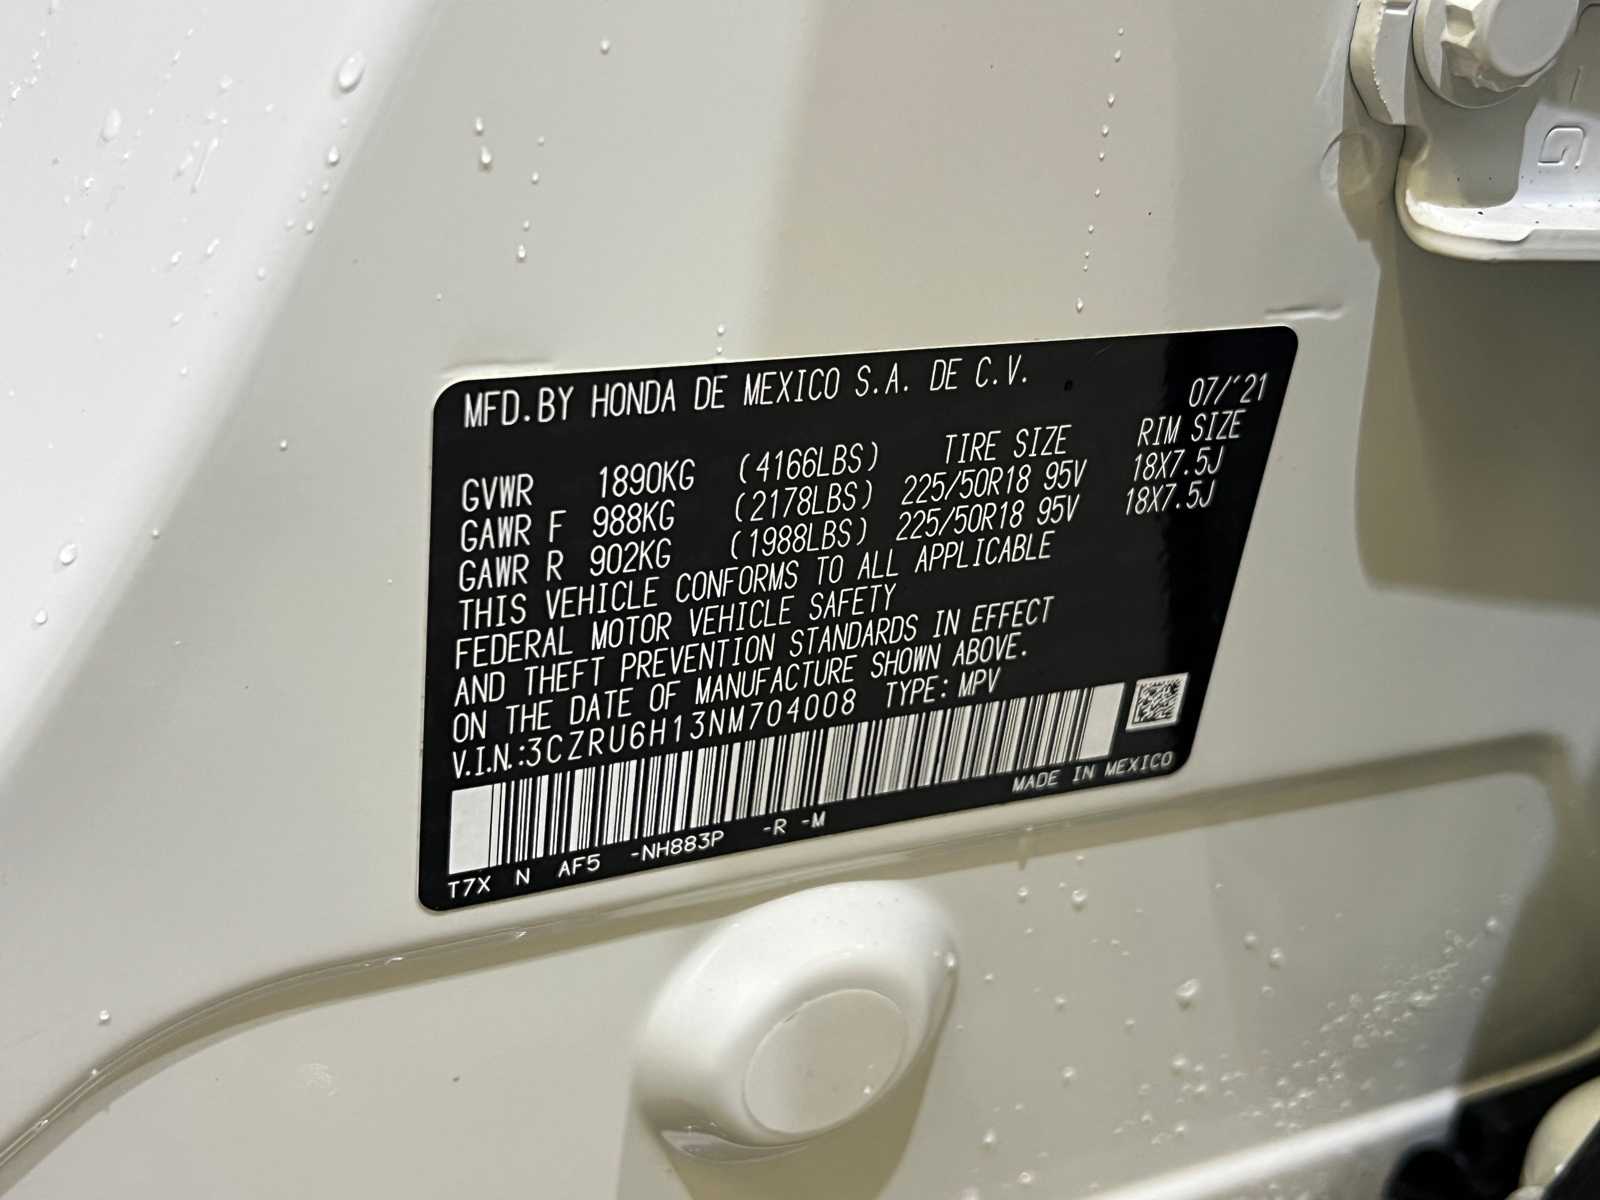 MFD.BY HONDA DE MEXICO S.A. DE C.V.
07/'21
TIRE SIZE RIM SIZE
GVWR 1890KG (4166LBS) 225/50R18 95V 18X7.5J
GAWR F 988KG (2178LBS) 225/50R18 95V 18X7.5J
GAWR R 902KG (1988LBS)
THIS VEHICLE CONFORMS TO ALL APPLICABLE
FEDERAL MOTOR VEHICLE SAFETY
AND THEFT PREVENTION STANDARDS IN EFFECT
ON THE DATE OF MANUFACTURE SHOWN ABOVE.
V.I.N.:3CZRU6H13NM704008 TYPE: MPV
MADE IN MEXICO
T7X N AF5 -NH883P -R -M
G